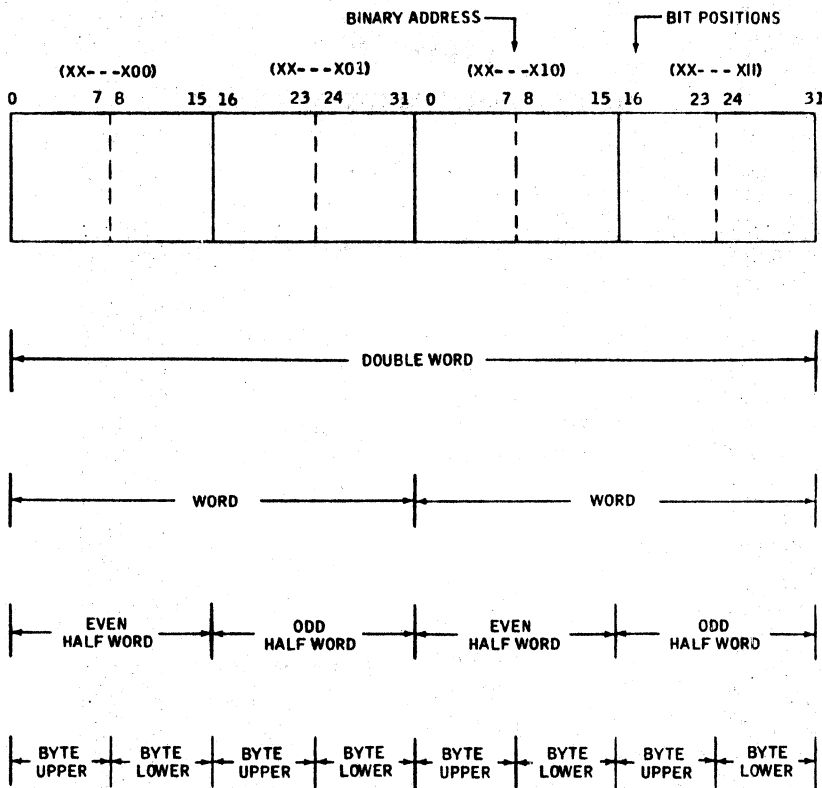 BINARY ADDRESS BIT POSITIONS
(XX---X00) (XX---X01) (XX---X10) (XX---X11)
0 7 8 15 16 23 24 31 0 7 8 15 16 23 24 31
DOUBLE WORD
WORD WORD
EVEN ODD EVEN ODD
HALF WORD HALF WORD HALF WORD HALF WORD
BYTE BYTE BYTE BYTE BYTE BYTE BYTE BYTE
UPPER LOWER UPPER LOWER UPPER LOWER UPPER LOWER